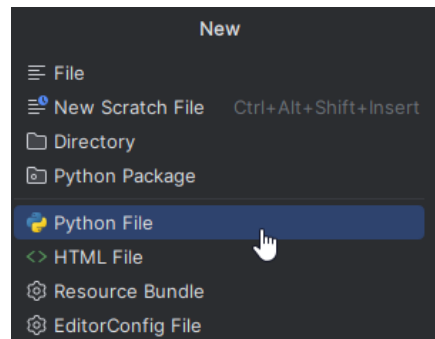 New
File
New Scratch File Ctrl+Alt+Shift+Insert
Directory
Python Package
Python File
HTML File
Resource Bundle
EditorConfig File